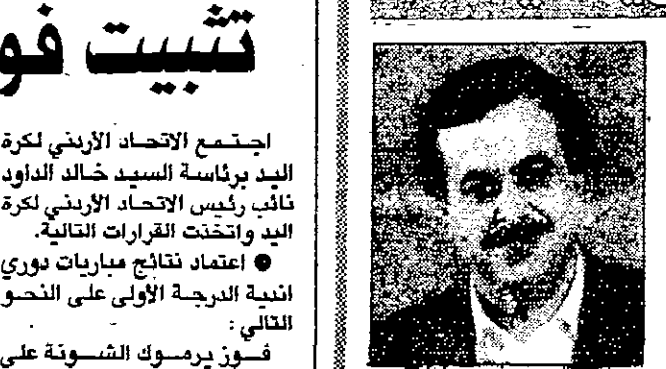 تثبيت فو
اجتمع الاتحاد الأردني لكرة
اليد برئاسة السيد خالد الداود
نائب رئيس الاتحاد الأردني لكرة
اليد واتخذت القرارات التالية.
● اعتماد نتائج مباريات دوري
اندية الدرجة الأولى على النحو
التالي :
فوز يرموك الشونة على